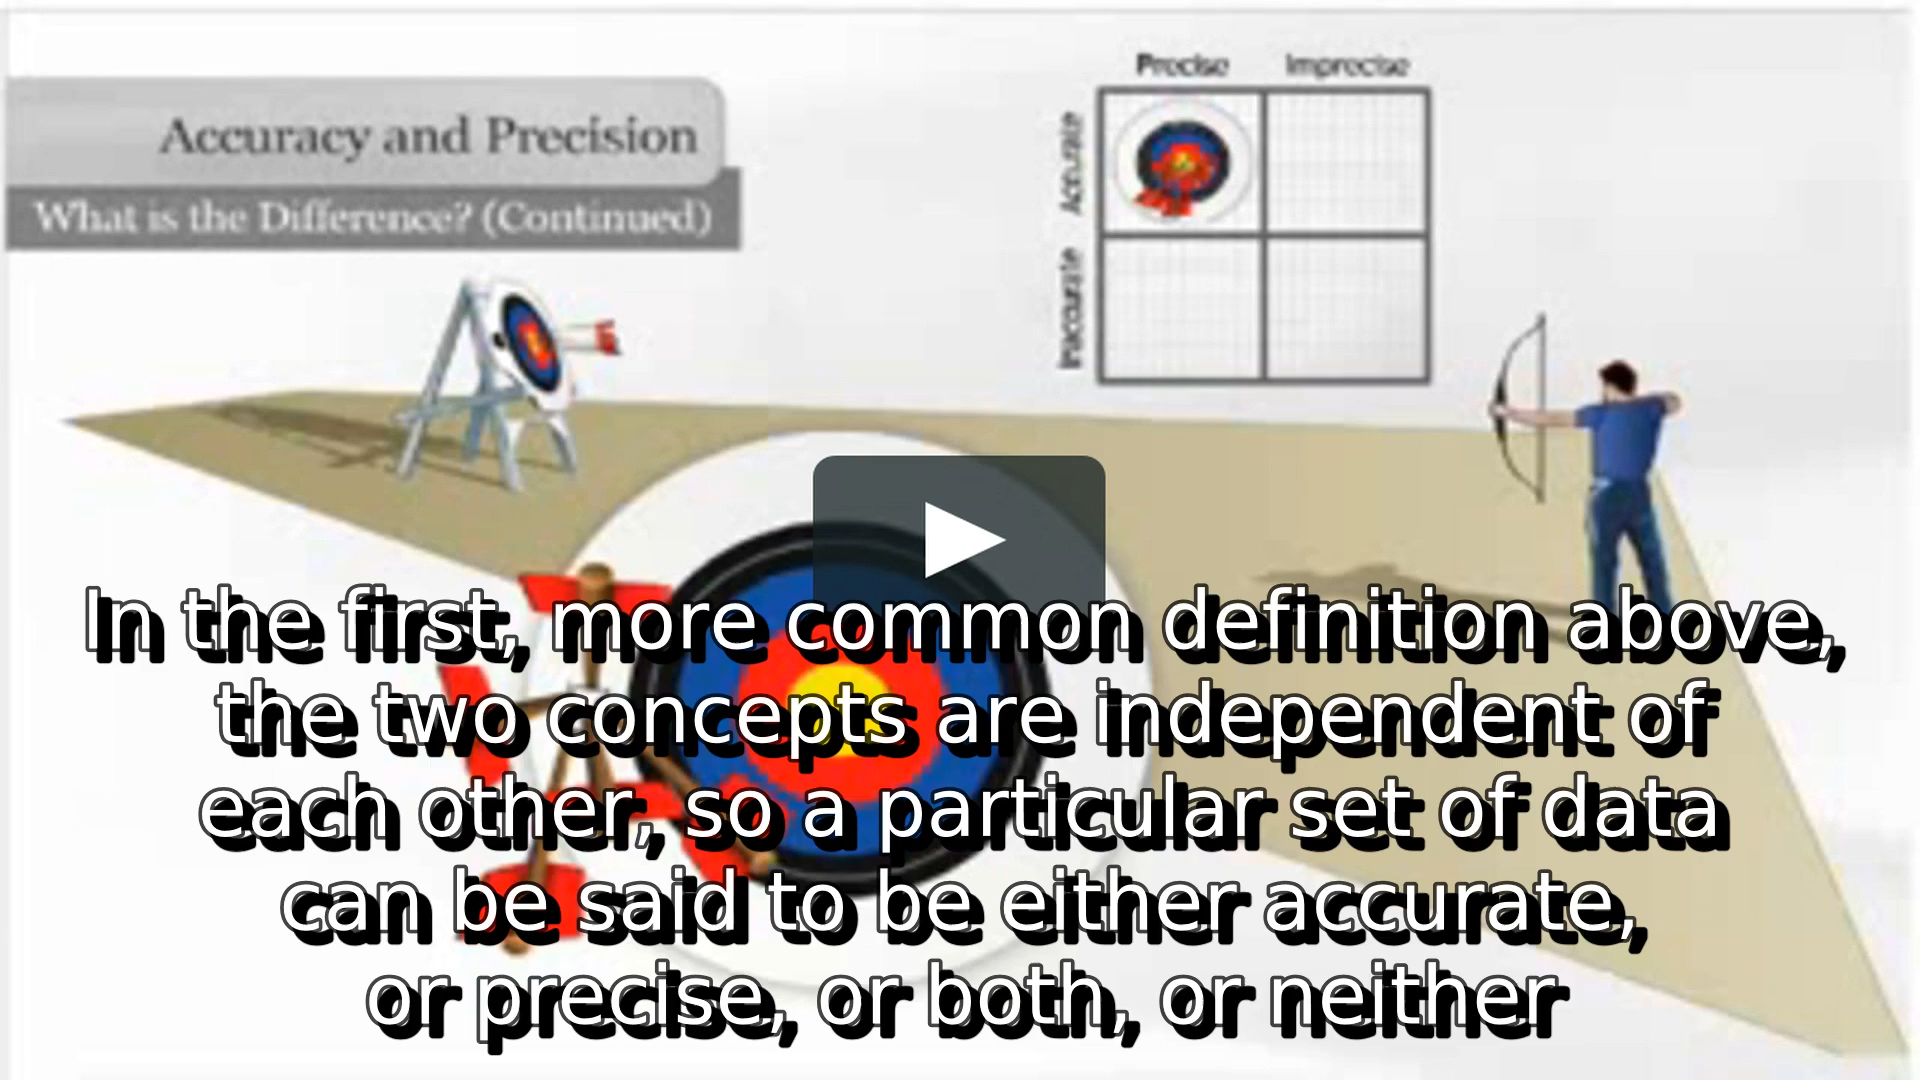 Precise Imprecise
Accuracy and Precision
Accurate
What is the Difference? (Continued)
Inaccurate
In the first, more common definition above,
the two concepts are independent of
each other, so a particular set of data
can be said to be either accurate,
or precise, or both, or neither